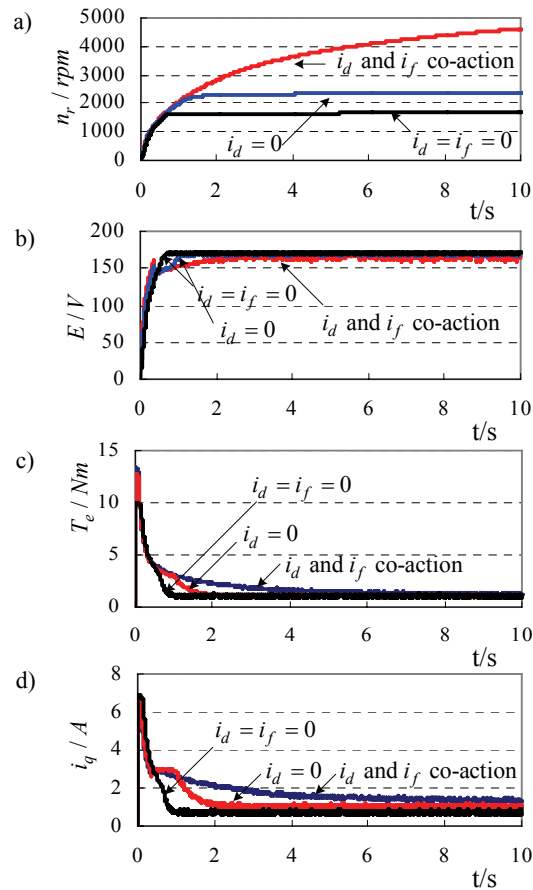 a)
n_r / rpm
5000
4000
3000
2000
1000
0
i_d and i_f co-action
i_d = 0
i_d = i_f = 0
0 2 4 6 8 10
t/s
b)
E / V
200
150
100
50
0
i_d = i_f = 0
i_d and i_f co-action
i_d = 0
0 2 4 6 8 10
t/s
c)
T_e / Nm
15
10
5
0
i_d = i_f = 0
i_d = 0
i_d and i_f co-action
0 2 4 6 8 10
t/s
d)
i_q / A
8
6
4
2
0
i_d = i_f = 0
i_d = 0 i_d and i_f co-action
0 2 4 6 8 10
t/s